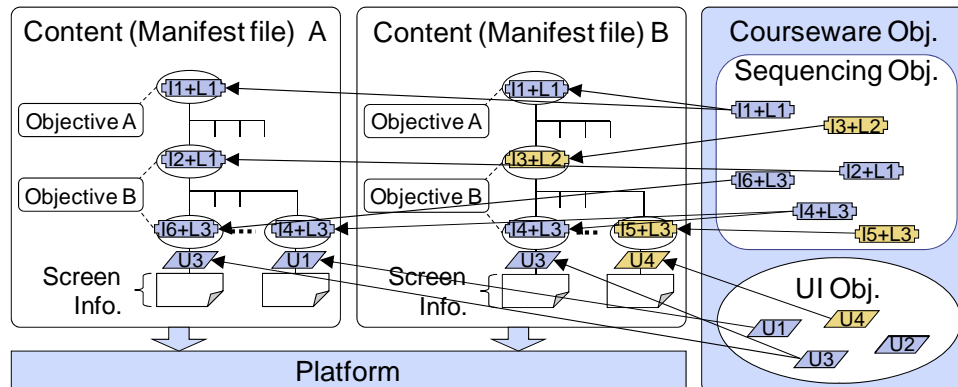 Content (Manifest file) A
I1+L1
Objective A
I2+L1
Objective B
I6+L3
I4+L3
U3
U1
Screen
Info.
Content (Manifest file) B
I1+L1
Objective A
I3+L2
Objective B
I4+L3
I5+L3
U3
U4
Screen
Info.
Courseware Obj.
Sequencing Obj.
I1+L1
I3+L2
I2+L1
I6+L3
I4+L3
I5+L3
UI Obj.
U1
U4
U2
U3
Platform